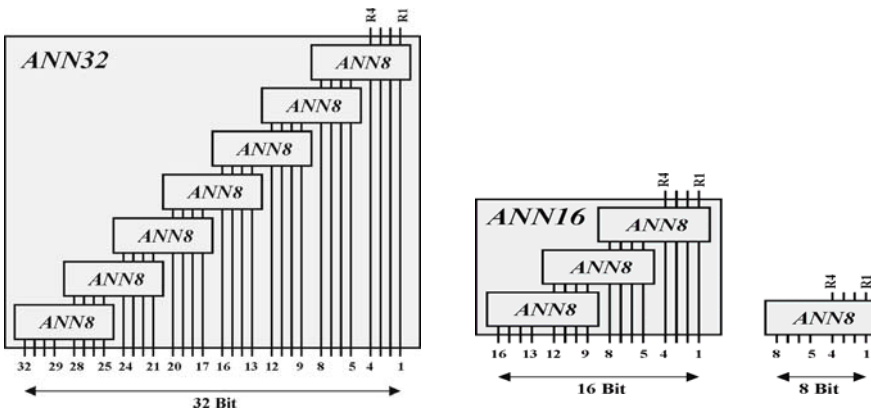 R4 R1
ANN32
ANN8
ANN8
ANN8
ANN8
ANN8
ANN8
ANN8
32 29 28 25 24 21 20 17 16 13 12 9 8 5 4 1
32 Bit
R4 R1
ANN16
ANN8
ANN8
ANN8
16 13 12 9 8 5 4 1
16 Bit
R4 R1
ANN8
8 5 4 1
8 Bit